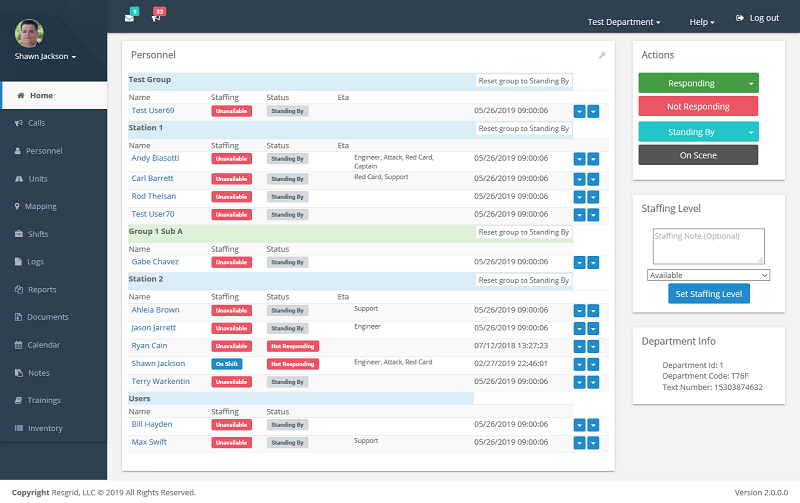 9
33
Test Department
Help
Log out
Shawn Jackson
Home
Calls
Personnel
Units
Mapping
Shifts
Logs
Reports
Documents
Calendar
Notes
Trainings
Inventory
Personnel
Test Group Reset group to Standing By
Name Staffing Status Eta
Test User69 Unavailable Standing By 05/26/2019 09:00:06
Station 1 Reset group to Standing By
Name Staffing Status Eta
Andy Biasotti Unavailable Standing By Engineer, Attack, Red Card, 05/26/2019 09:00:06
Captain
Carl Barrett Unavailable Standing By Red Card, Support 05/26/2019 09:00:06
Rod Theisan Unavailable Standing By 05/26/2019 09:00:06
Test User70 Unavailable Standing By 05/26/2019 09:00:06
Group 1 Sub A Reset group to Standing By
Name Staffing Status
Gabe Chavez Unavailable Standing By 05/26/2019 09:00:06
Station 2 Reset group to Standing By
Name Staffing Status Eta
Ahleia Brown Unavailable Standing By Support 05/26/2019 09:00:06
Jason Jarrett Unavailable Standing By Engineer 05/26/2019 09:00:06
Ryan Cain Unavailable Not Responding 07/12/2018 13:27:23
Shawn Jackson On Shift Not Responding Engineer, Attack, Red Card 02/27/2019 22:46:01
Terry Warkentin Unavailable Standing By 05/26/2019 09:00:06
Users
Name Staffing Status
Bill Hayden Unavailable Standing By 05/26/2019 09:00:06
Max Swift Unavailable Standing By Support 05/26/2019 09:00:06
Actions
Responding
Not Responding
Standing By
On Scene
Staffing Level
Staffing Note (Optional)
Available
Set Staffing Level
Department Info
Department Id: 1
Department Code: T76F
Text Number: 15303874632
Copyright Resgrid, LLC © 2019 All Rights Reserved.
Version 2.0.0.0